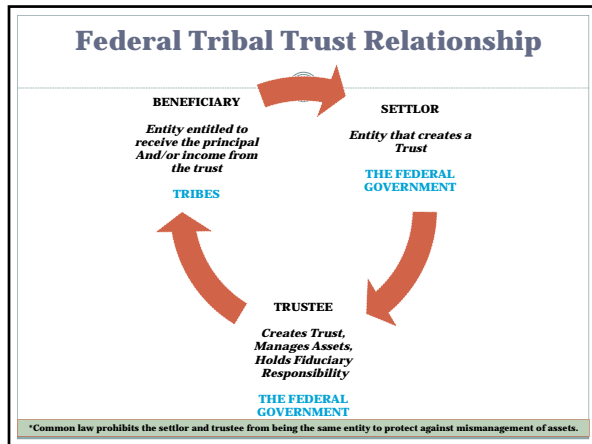 Federal Tribal Trust Relationship
BENEFICIARY
Entity entitled to
receive the principal
And/or income from
the trust
TRIBES
SETTLOR
Entity that creates a
Trust
THE FEDERAL
GOVERNMENT
TRUSTEE
Creates Trust,
Manages Assets,
Holds Fiduciary
Responsibility
THE FEDERAL
GOVERNMENT
*Common law prohibits the settlor and trustee from being the same entity to protect against mismanagement of assets.